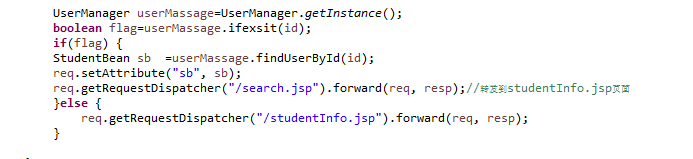 UserManager userMassage=UserManager.getInstance();
boolean flag=userMassage.ifexsit(id);
if(flag) {
StudentBean sb  =userMassage.findUserById(id);
req.setAttribute("sb", sb);
req.getRequestDispatcher("/search.jsp").forward(req, resp);//转发到studentInfo.jsp页面
}else {
    req.getRequestDispatcher("/studentInfo.jsp").forward(req, resp);
}